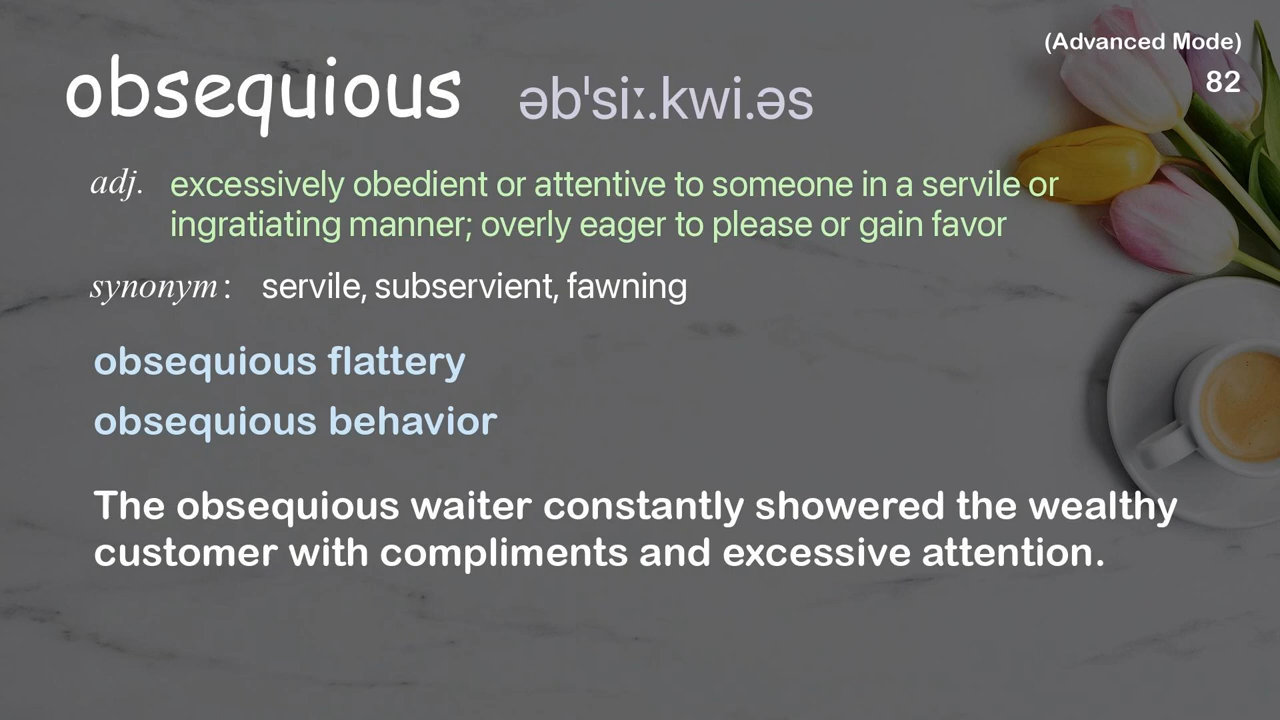 (Advanced Mode)
82
obsequious əbˈsiː.kwi.əs
adj. excessively obedient or attentive to someone in a servile or
ingratiating manner; overly eager to please or gain favor
synonym : servile, subservient, fawning
obsequious flattery
obsequious behavior
The obsequious waiter constantly showered the wealthy
customer with compliments and excessive attention.